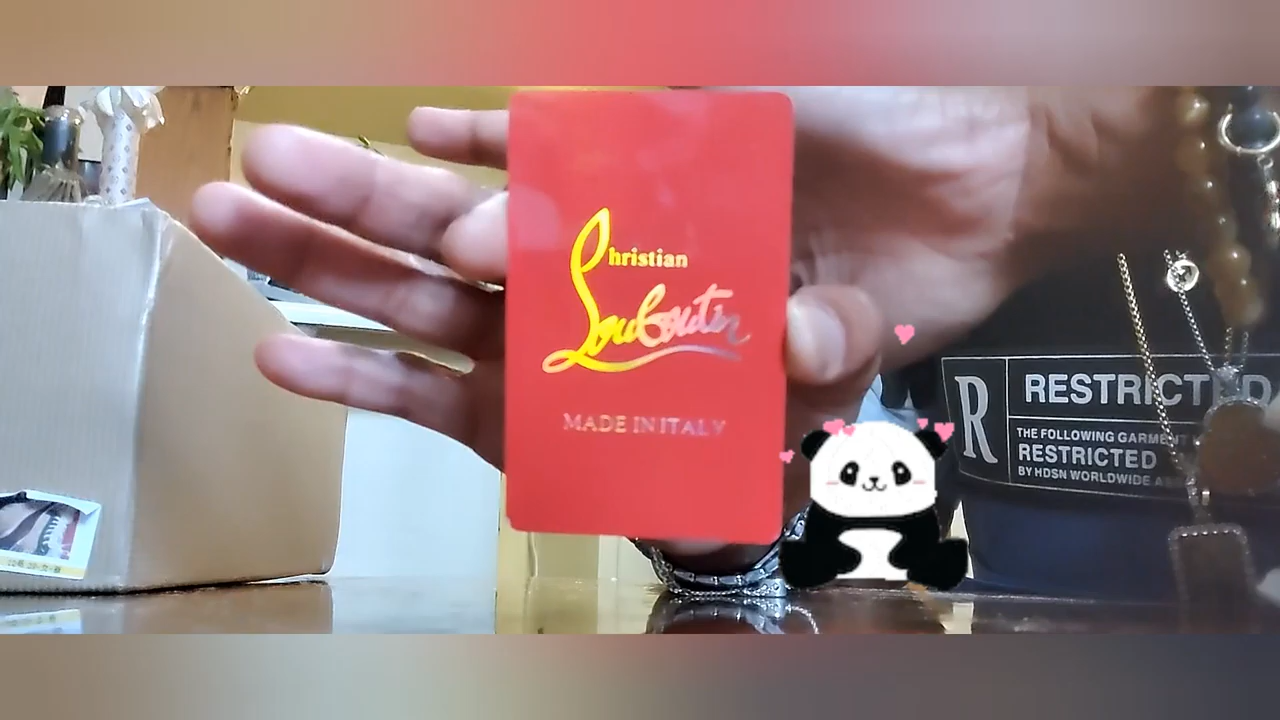 Christian
Louboutin
MADE IN ITALY
R
RESTRICTED
THE FOLLOWING GARMENT
RESTRICTED
BY HDSN WORLDWIDE